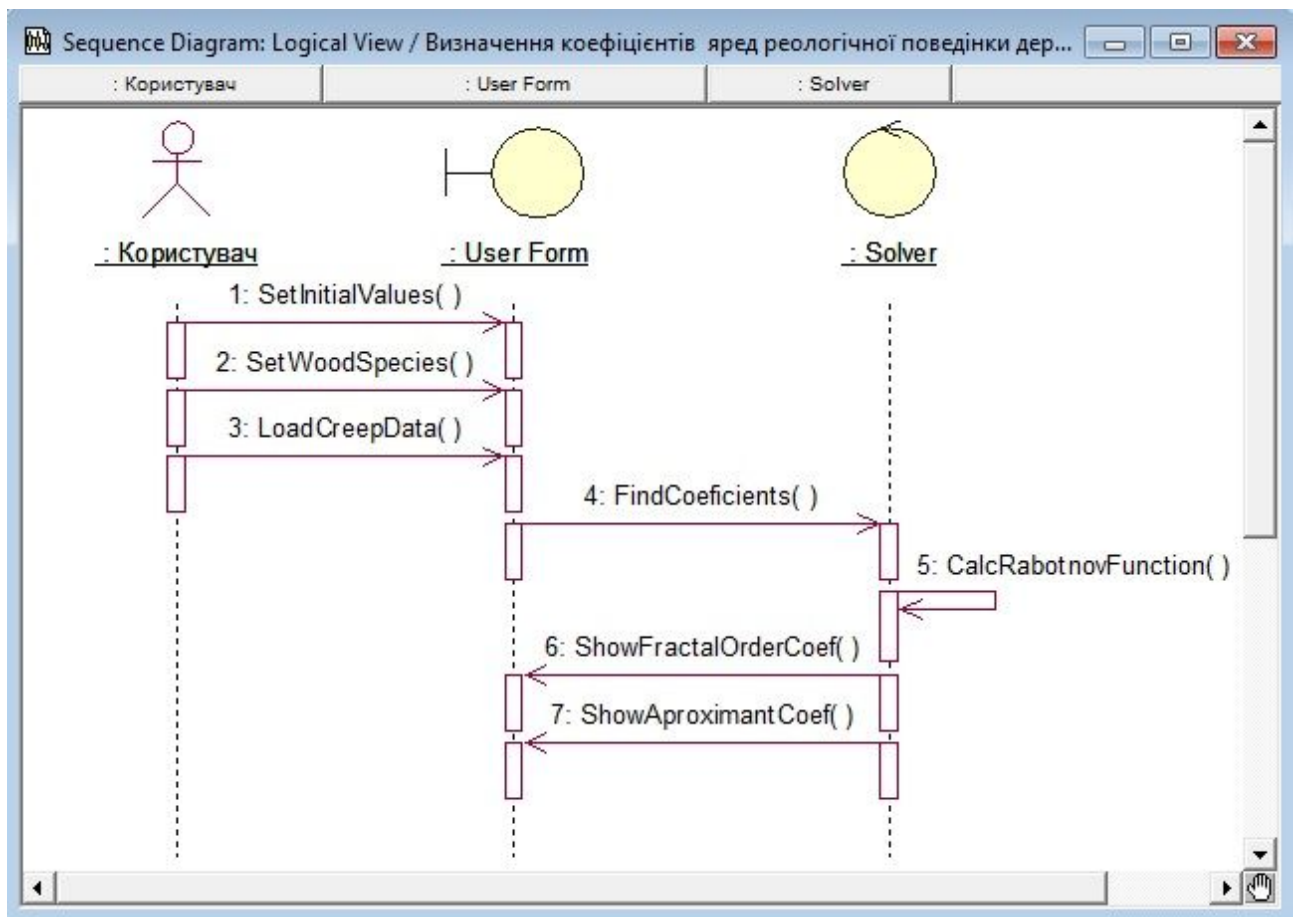 Sequence Diagram: Logical View / Визначення коефіцієнтів яред реологічної поведінки дер...
: Користувач : User Form : Solver
: Користувач : User Form : Solver
1: SetInitialValues( )
2: SetWoodSpecies( )
3: LoadCreepData( )
4: FindCoeficients( )
5: CalcRabotnovFunction( )
6: ShowFractalOrderCoef( )
7: ShowAproximantCoef( )